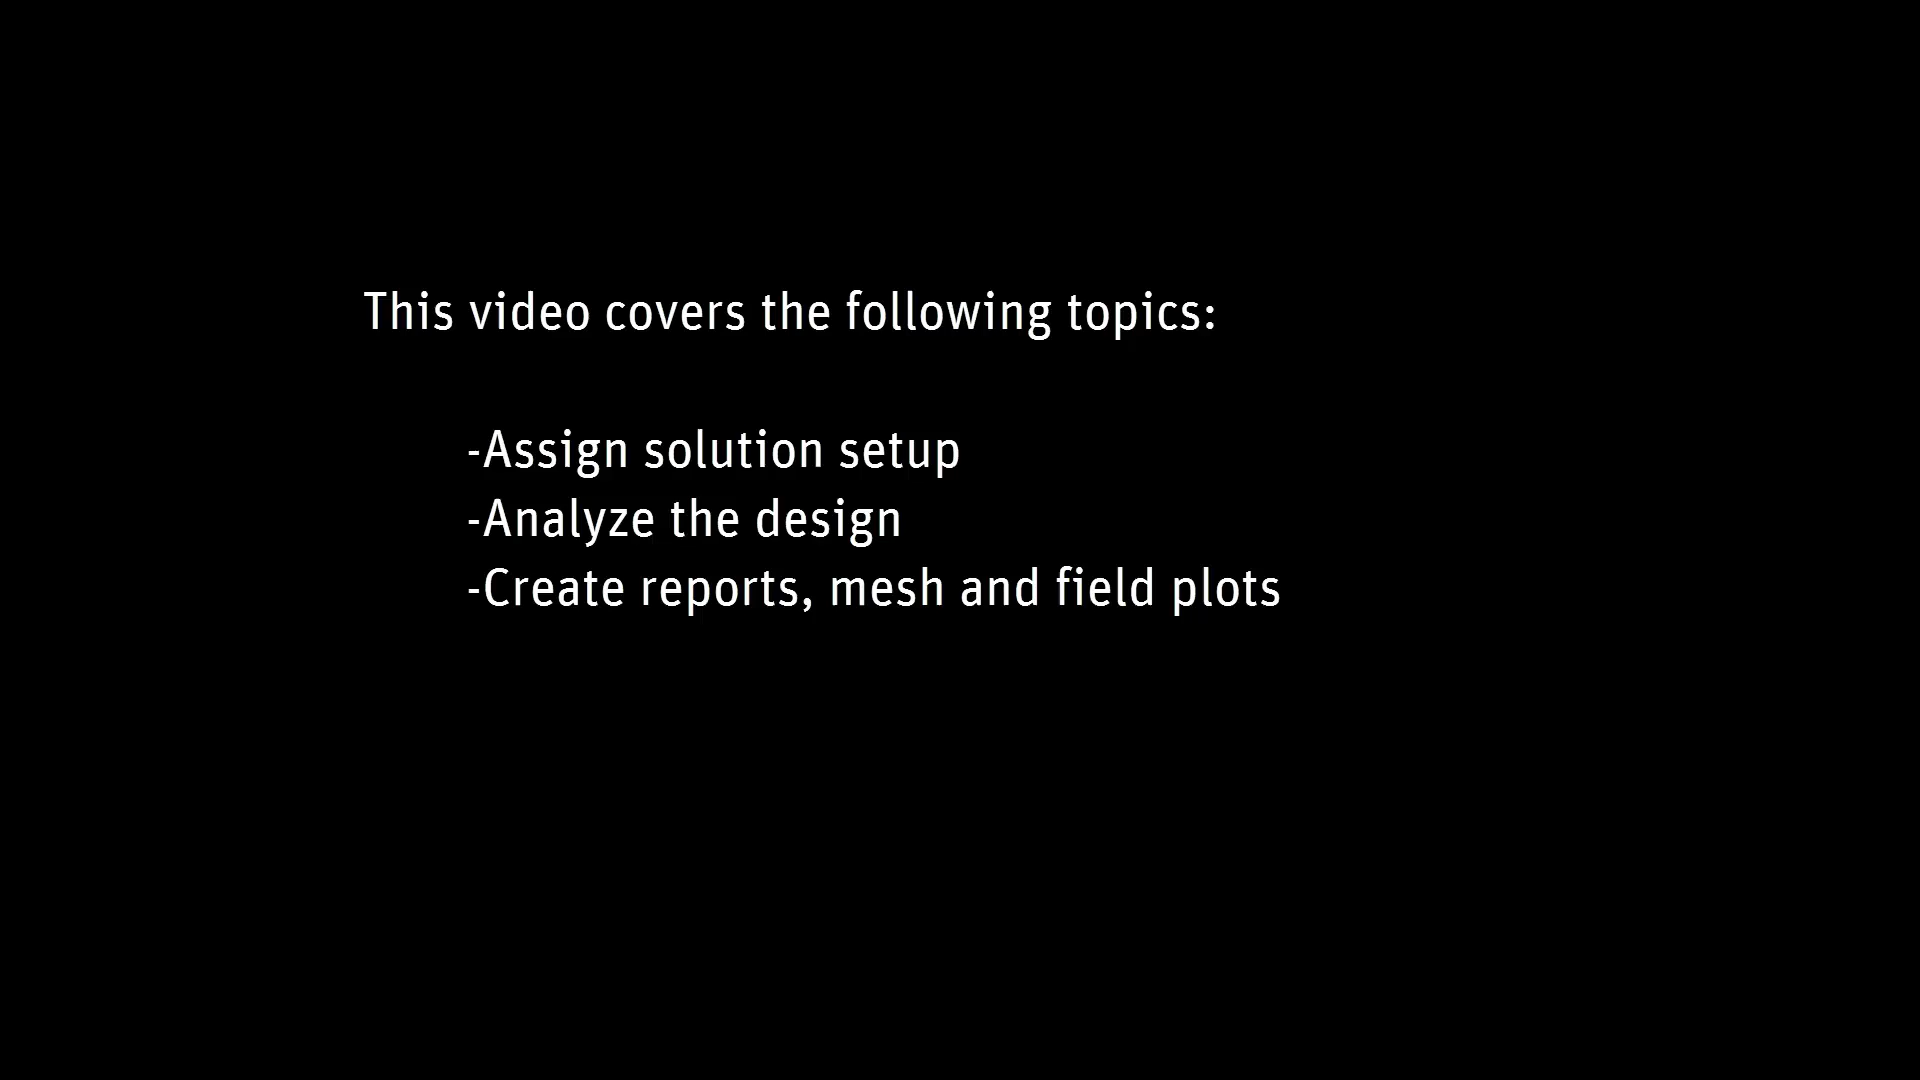 This video covers the following topics:
-Assign solution setup
-Analyze the design
-Create reports, mesh and field plots